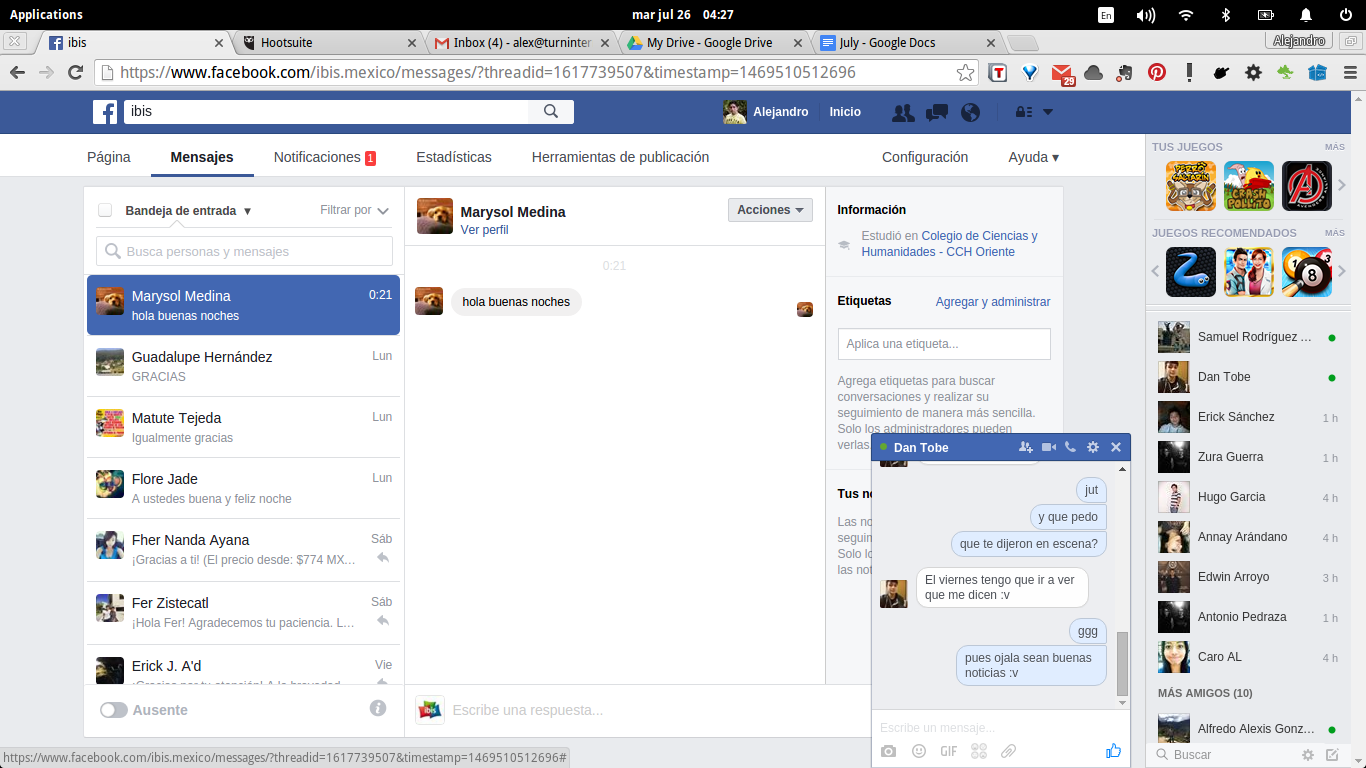 Applications
mar jul 26 04:27
En
ibis
Hootsuite
Inbox (4) - alex@turninter
My Drive - Google Drive
July - Google Docs
Alejandro
https://www.facebook.com/ibis.mexico/messages/?threadid=1617739507&timestamp=1469510512696
29
ibis
Alejandro
Inicio
Página
Mensajes
Notificaciones 1
Estadísticas
Herramientas de publicación
Configuración
Ayuda ▾
Bandeja de entrada ▾
Filtrar por
Busca personas y mensajes
Marysol Medina
0:21
hola buenas noches
Guadalupe Hernández
Lun
GRACIAS
Matute Tejeda
Lun
Igualmente gracias
Flore Jade
Lun
A ustedes buena y feliz noche
Fher Nanda Ayana
Sáb
¡Gracias a ti! (El precio desde: $774 MX…
Fer Zistecatl
Sáb
¡Hola Fer! Agradecemos tu paciencia. L…
Erick J. A'd
Vie
Ausente
Marysol Medina
Ver perfil
Acciones
0:21
hola buenas noches
ibis
Escribe una respuesta...
Información
Estudió en Colegio de Ciencias y
Humanidades - CCH Oriente
Etiquetas
Agregar y administrar
Aplica una etiqueta...
Agrega etiquetas para buscar
conversaciones y realizar su
seguimiento de manera más sencilla.
Solo los administradores pueden
verlas
Tus no
Las no
seguim
Solo lo
las not
Dan Tobe
jut
y que pedo
que te dijeron en escena?
El viernes tengo que ir a ver
que me dicen :v
ggg
pues ojala sean buenas
noticias :v
Escribe un mensaje...
GIF
TUS JUEGOS
MÁS
PERRO
CRASH
POLLITO
JUEGOS RECOMENDADOS
MÁS
8
Samuel Rodríguez …
Dan Tobe
Erick Sánchez
1 h
Zura Guerra
1 h
Hugo Garcia
4 h
Annay Arándano
4 h
Edwin Arroyo
3 h
Antonio Pedraza
1 h
Caro AL
4 h
MÁS AMIGOS (10)
Alfredo Alexis Gonz…
Buscar
https://www.facebook.com/ibis.mexico/messages/?threadid=1617739507&timestamp=1469510512696#